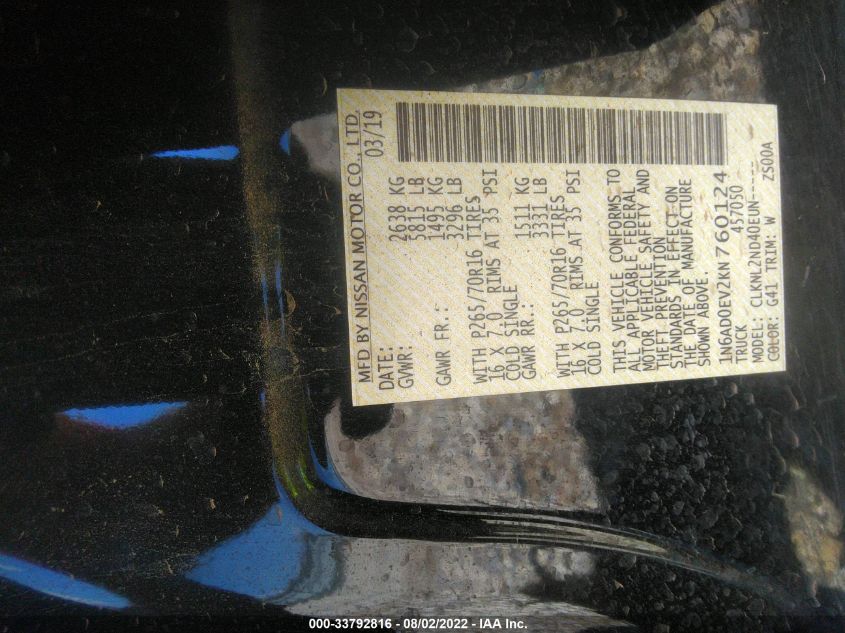 MFD BY NISSAN MOTOR CO., LTD.
DATE: 03/19
GVWR: 2638 KG
5815 LB
GAWR FR.: 1495 KG
3296 LB
WITH P265/70R16 TIRES
16 X 7.0 RIMS AT 35 PSI
COLD SINGLE
GAWR RR.: 1511 KG
3331 LB
WITH P265/70R16 TIRES
16 X 7.0 RIMS AT 35 PSI
COLD SINGLE
THIS VEHICLE CONFORMS TO
ALL APPLICABLE FEDERAL
MOTOR VEHICLE SAFETY AND
THEFT PREVENTION
STANDARDS IN EFFECT ON
THE DATE OF MANUFACTURE
SHOWN ABOVE.
1N6AD0EV2KN760124
TRUCK 457050
MODEL: CLKNL2ND40EUN-----
COLOR: G41 TRIM: W ZS00A
000-33792816 - 08/02/2022 - IAA Inc.